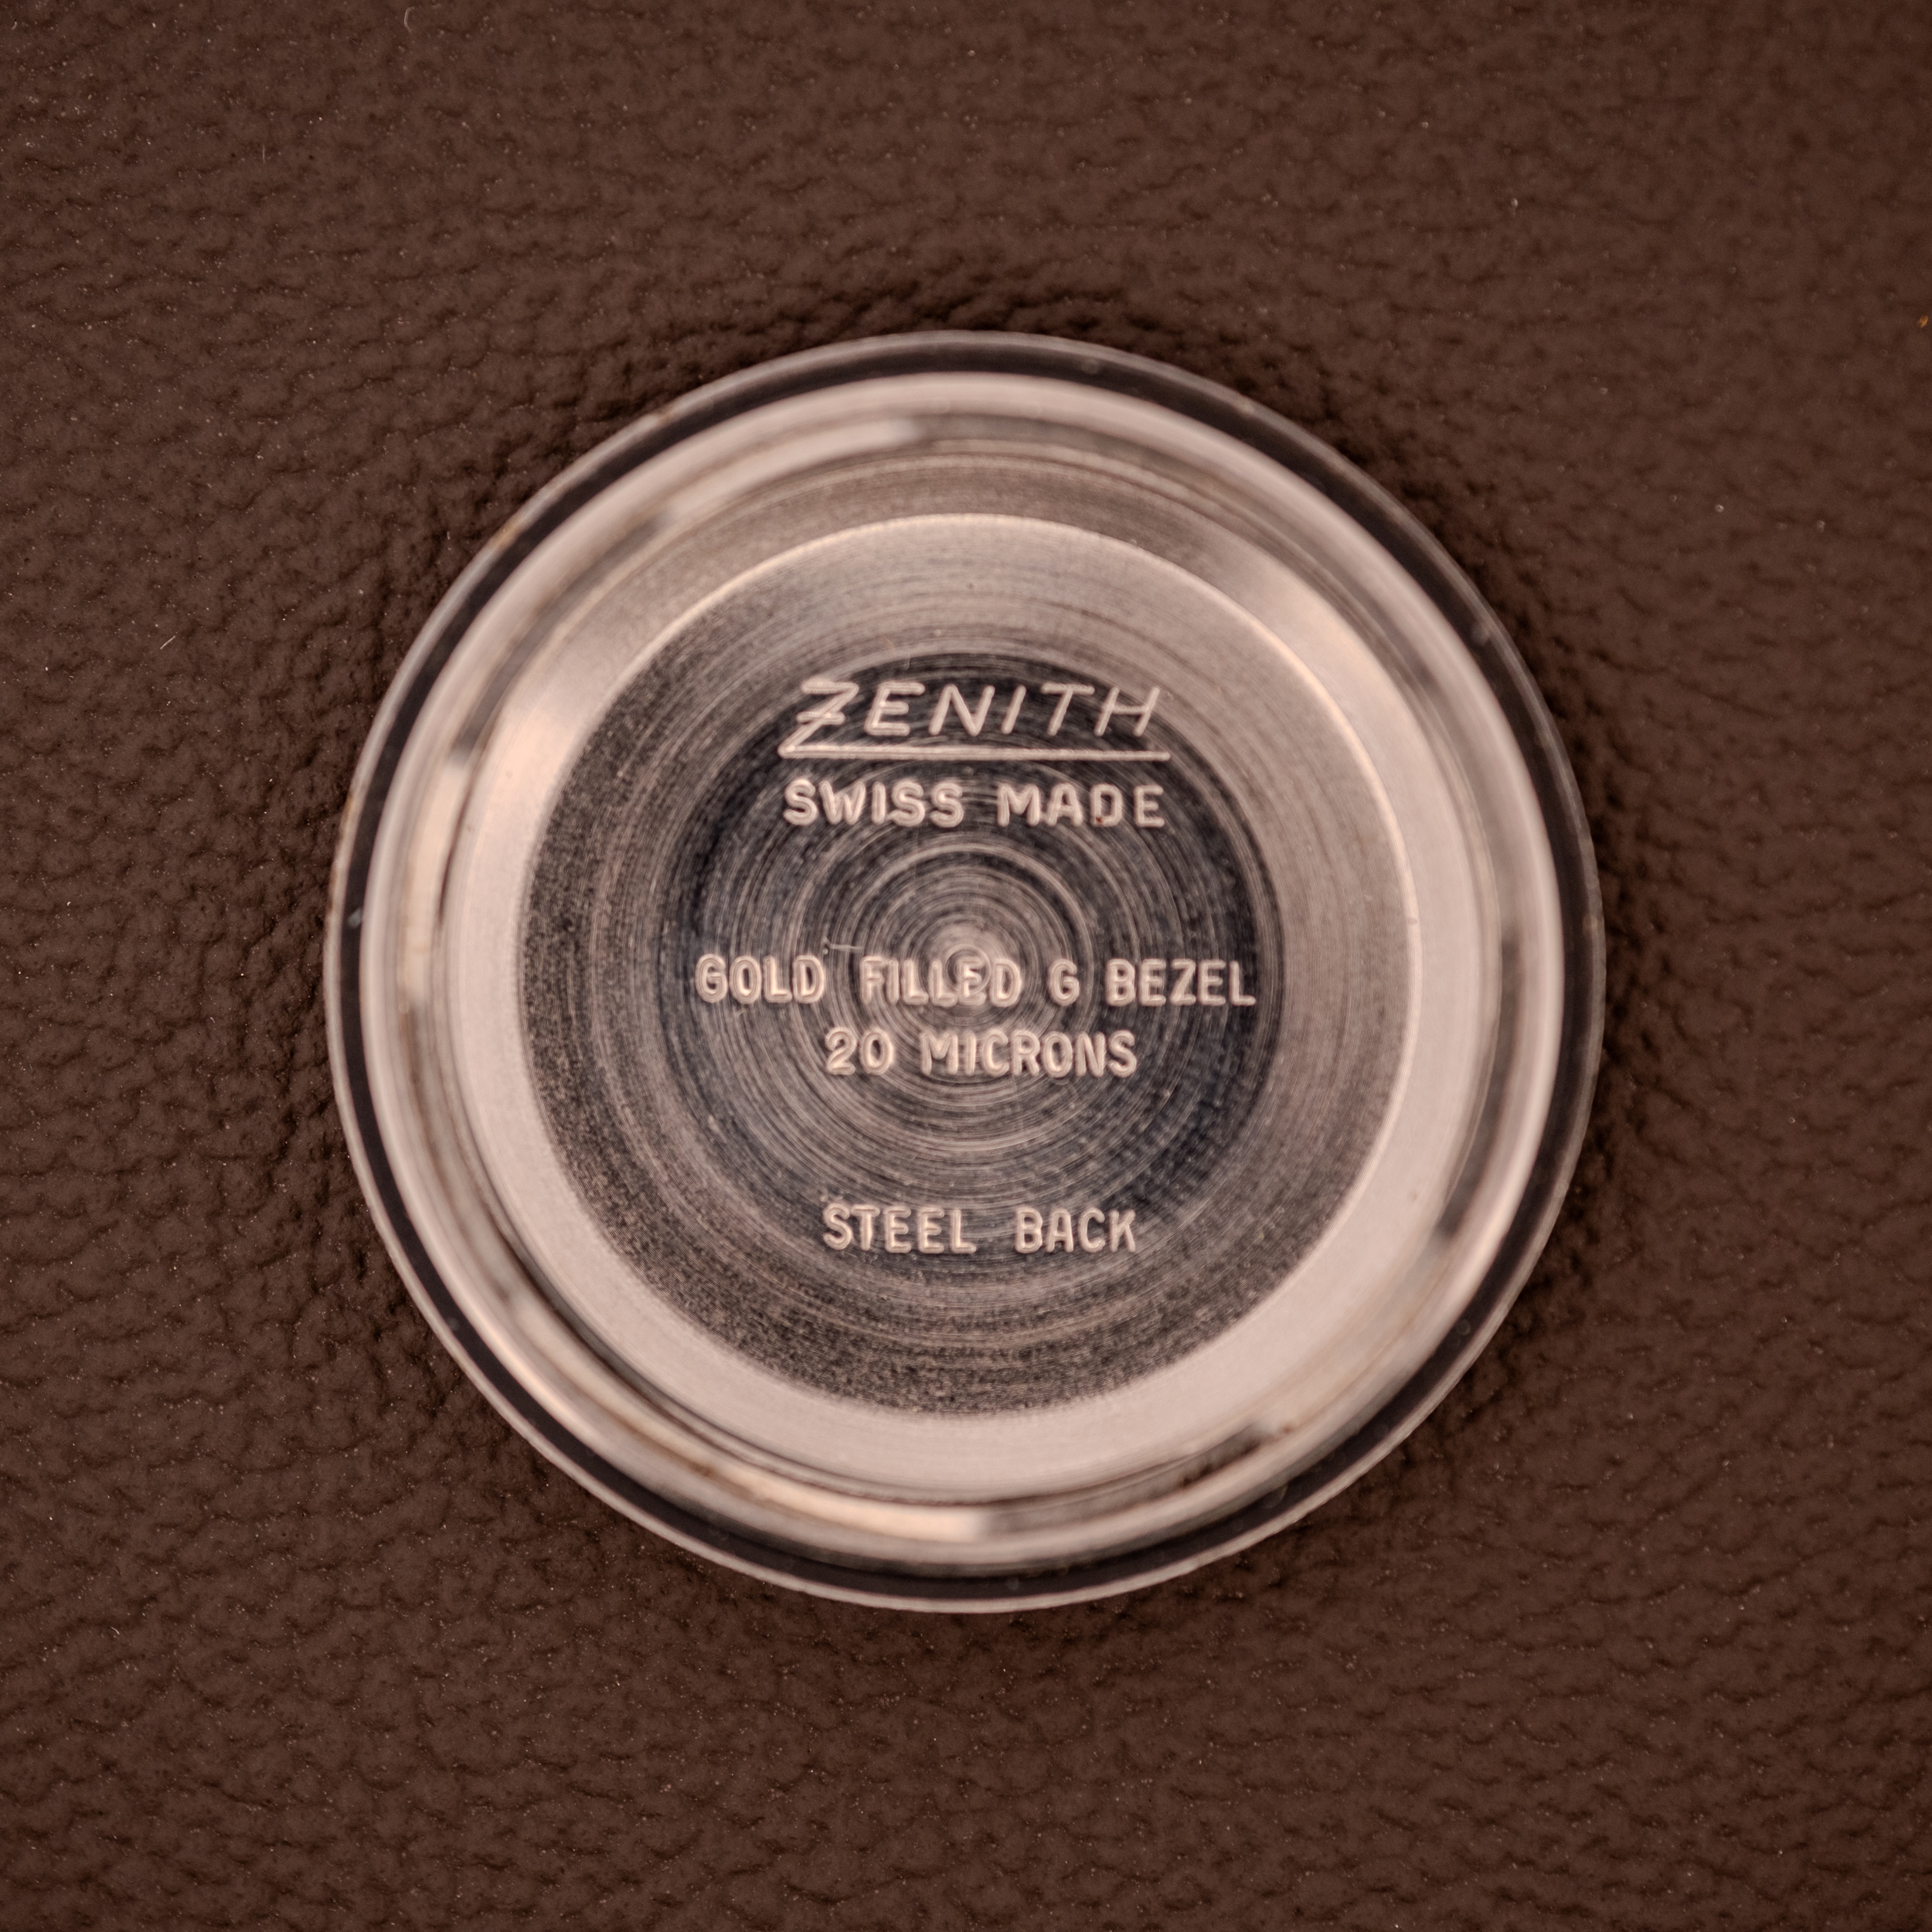 ZENITH
SWISS MADE
GOLD FILLED G BEZEL
20 MICRONS
STEEL BACK